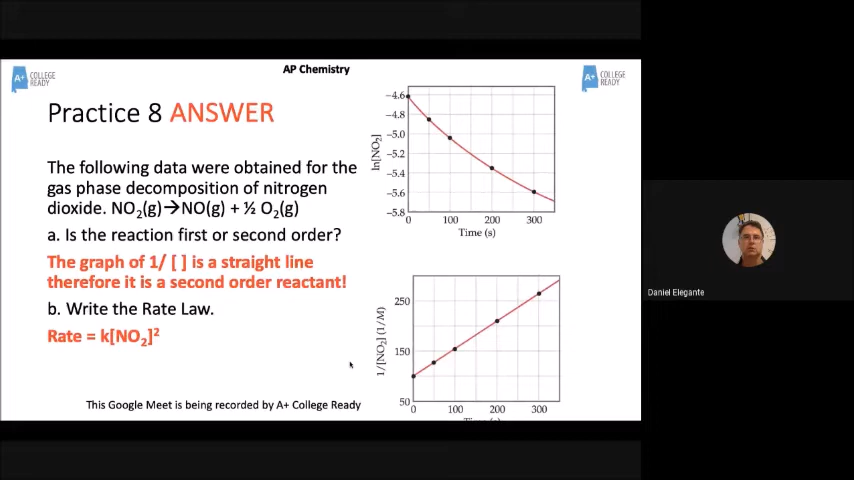 AP Chemistry
A+ COLLEGE READY
A+ COLLEGE READY
Practice 8 ANSWER
The following data were obtained for the
gas phase decomposition of nitrogen
dioxide. NO₂(g)→NO(g) + ½ O₂(g)
a. Is the reaction first or second order?
The graph of 1/ [ ] is a straight line
therefore it is a second order reactant!
b. Write the Rate Law.
Rate = k[NO₂]²
This Google Meet is being recorded by A+ College Ready
ln[NO₂]
−4.6
−4.8
−5.0
−5.2
−5.4
−5.6
−5.8
0 100 200 300
Time (s)
1/[NO₂] (1/M)
250
150
50
0 100 200 300
Time (s)
Daniel Elegante